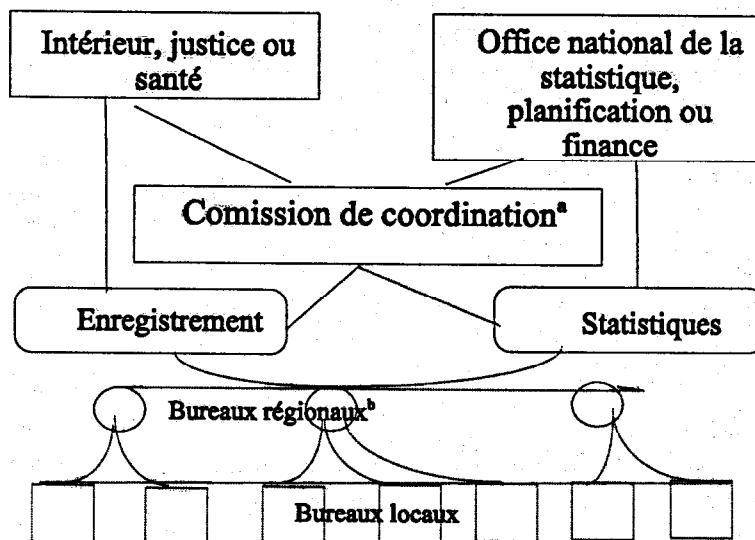 Intérieur, justice ou
santé
Office national de la
statistique,
planification ou
finance
Comission de coordinationᵃ
Enregistrement
Statistiques
Bureaux régionauxᵇ
Bureaux locaux